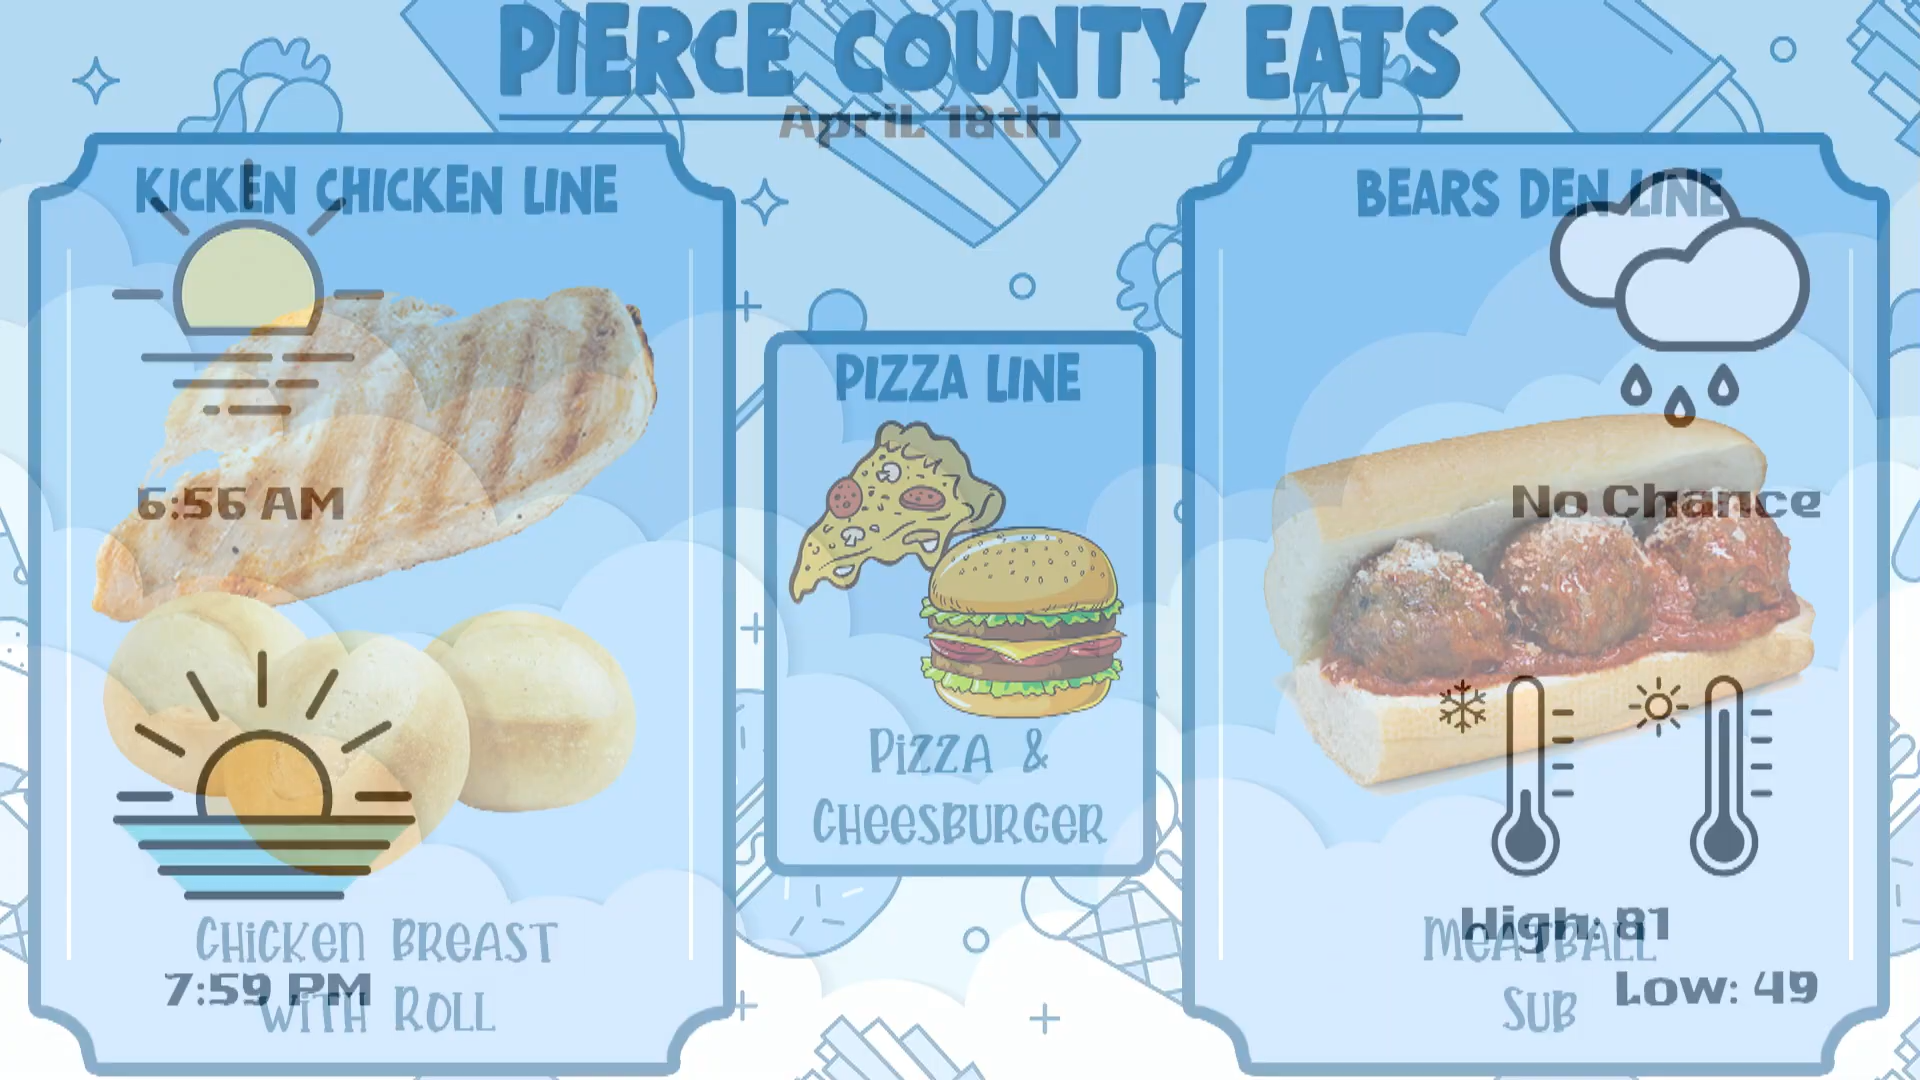 PIERCE COUNTY EATS
April 18th
KICKEN CHICKEN LINE
6:56 AM
CHICKEN BREAST
WITH ROLL
7:59 PM
PIZZA LINE
PIZZA &
CHEESBURGER
BEARS DEN LINE
No Chance
MEATBALL
SUB
High: 81
Low: 49